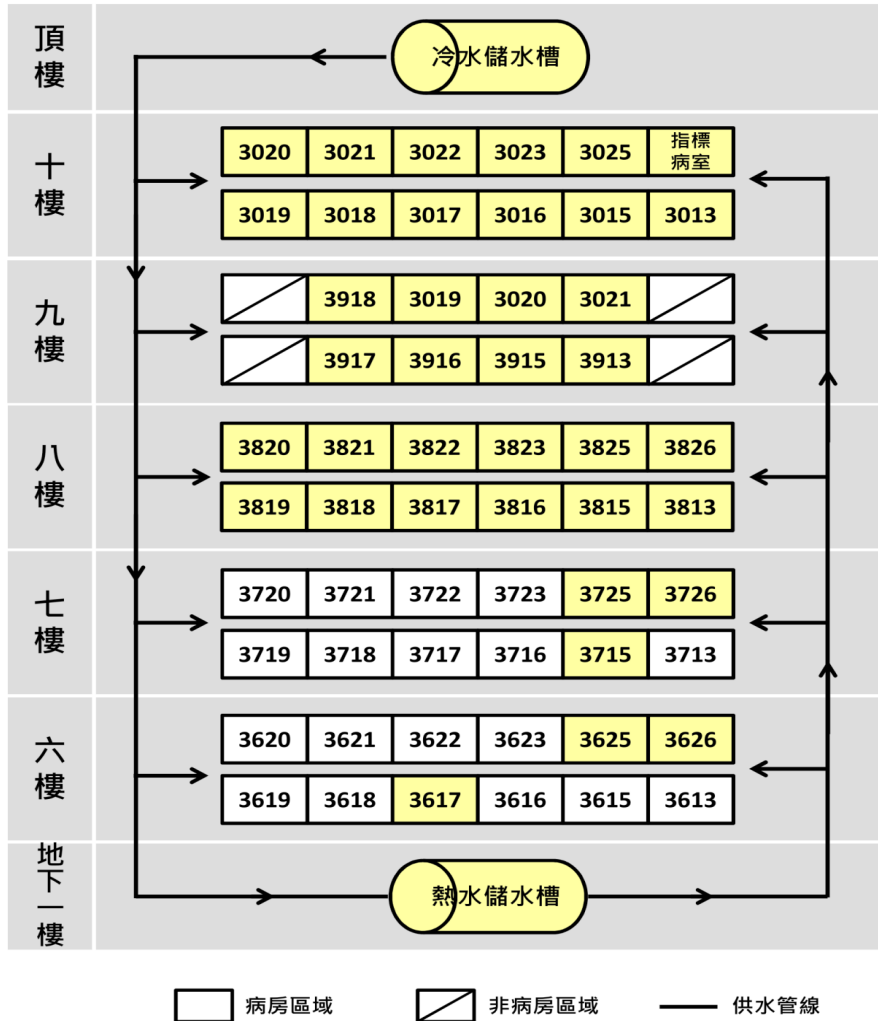 頂樓
冷水儲水槽
十樓
3020 3021 3022 3023 3025 指標病室
3019 3018 3017 3016 3015 3013
九樓
3918 3019 3020 3021
3917 3916 3915 3913
八樓
3820 3821 3822 3823 3825 3826
3819 3818 3817 3816 3815 3813
七樓
3720 3721 3722 3723 3725 3726
3719 3718 3717 3716 3715 3713
六樓
3620 3621 3622 3623 3625 3626
3619 3618 3617 3616 3615 3613
地下一樓
熱水儲水槽
病房區域 非病房區域 供水管線